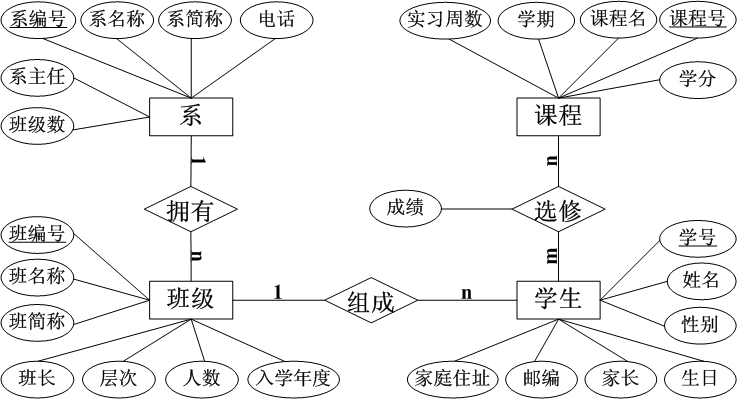 系编号 系名称 系简称 电话
系主任
班级数
系
1
拥有
n
班编号
班名称
班简称
班级
班长 层次 人数 入学年度
1 组成 n
实习周数 学期 课程名 课程号
学分
课程
n
成绩 选修
m
学号
姓名
性别
学生
家庭住址 邮编 家长 生日